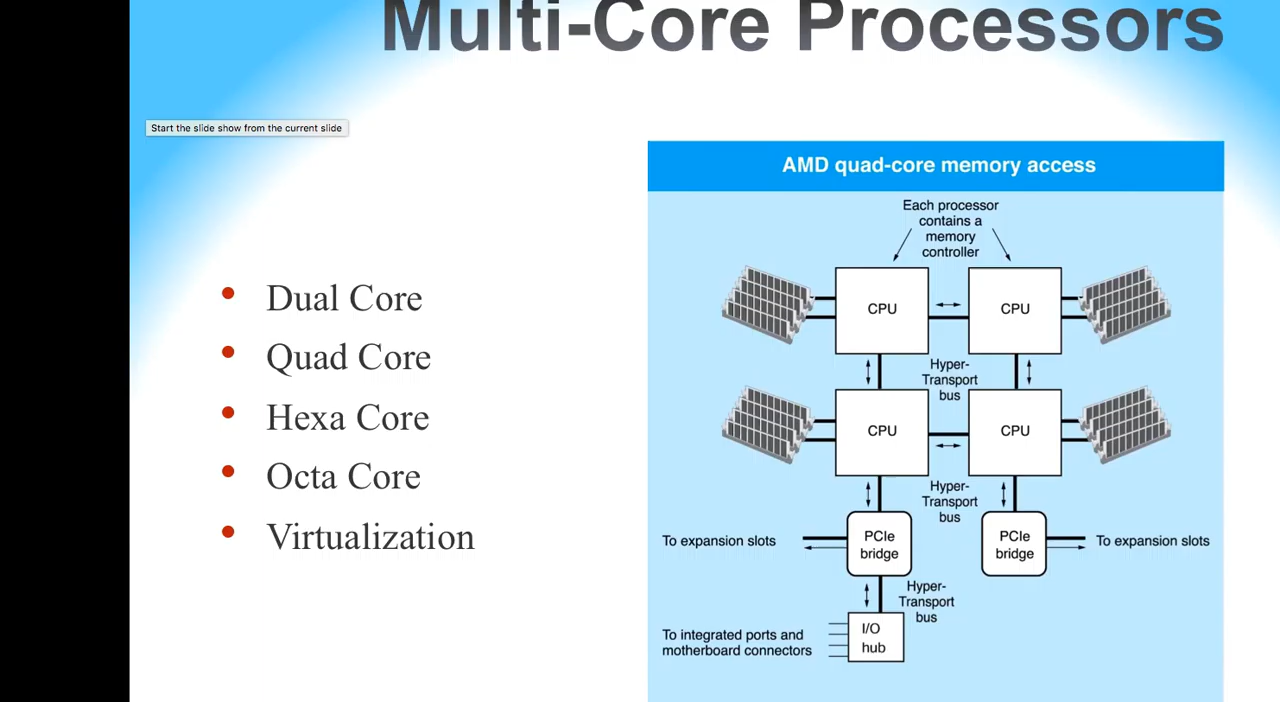 Multi-Core Processors
Start the slide show from the current slide
• Dual Core
• Quad Core
• Hexa Core
• Octa Core
• Virtualization
AMD quad-core memory access
Each processor
contains a
memory
controller
CPU
CPU
Hyper-
Transport
bus
CPU
CPU
Hyper-
Transport
bus
To expansion slots
PCIe
bridge
PCIe
bridge
To expansion slots
Hyper-
Transport
bus
To integrated ports and
motherboard connectors
I/O
hub